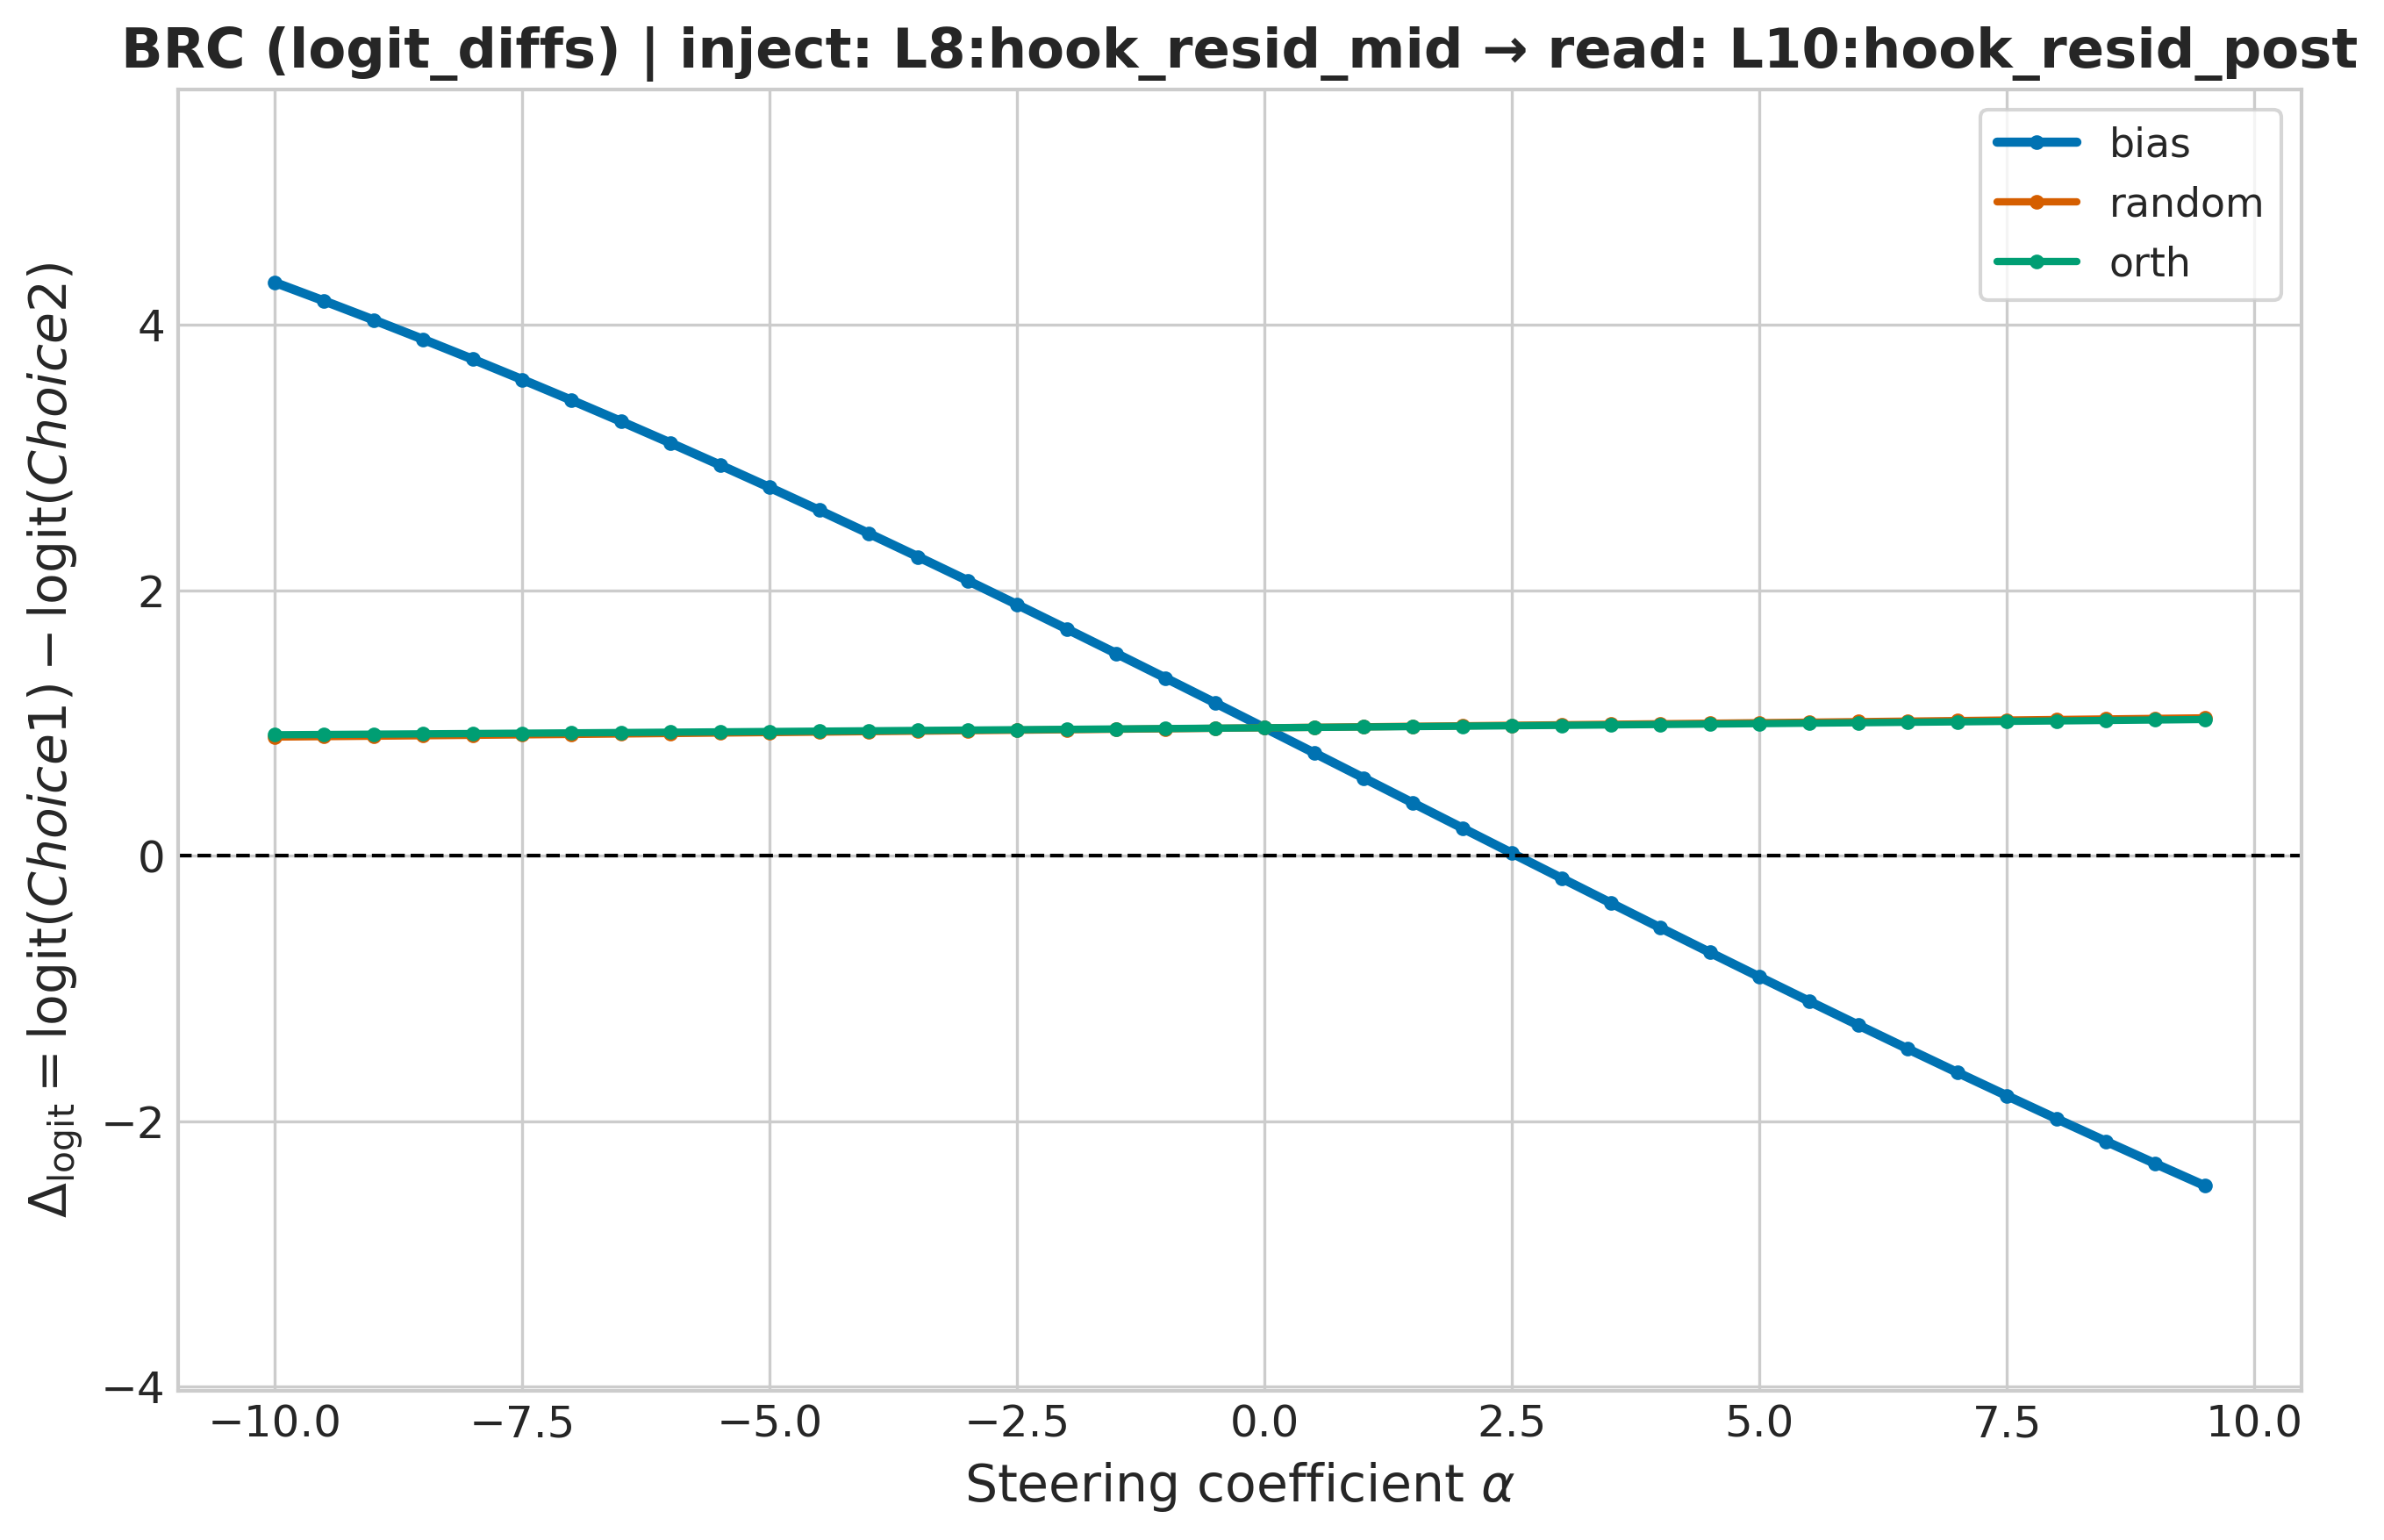 BRC (logit_diffs) | inject: L8:hook_resid_mid → read: L10:hook_resid_post
bias
random
orth
Δlogit = logit(Choice1) − logit(Choice2)
4
2
0
−2
−4
−10.0
−7.5
−5.0
−2.5
0.0
2.5
5.0
7.5
10.0
Steering coefficient α